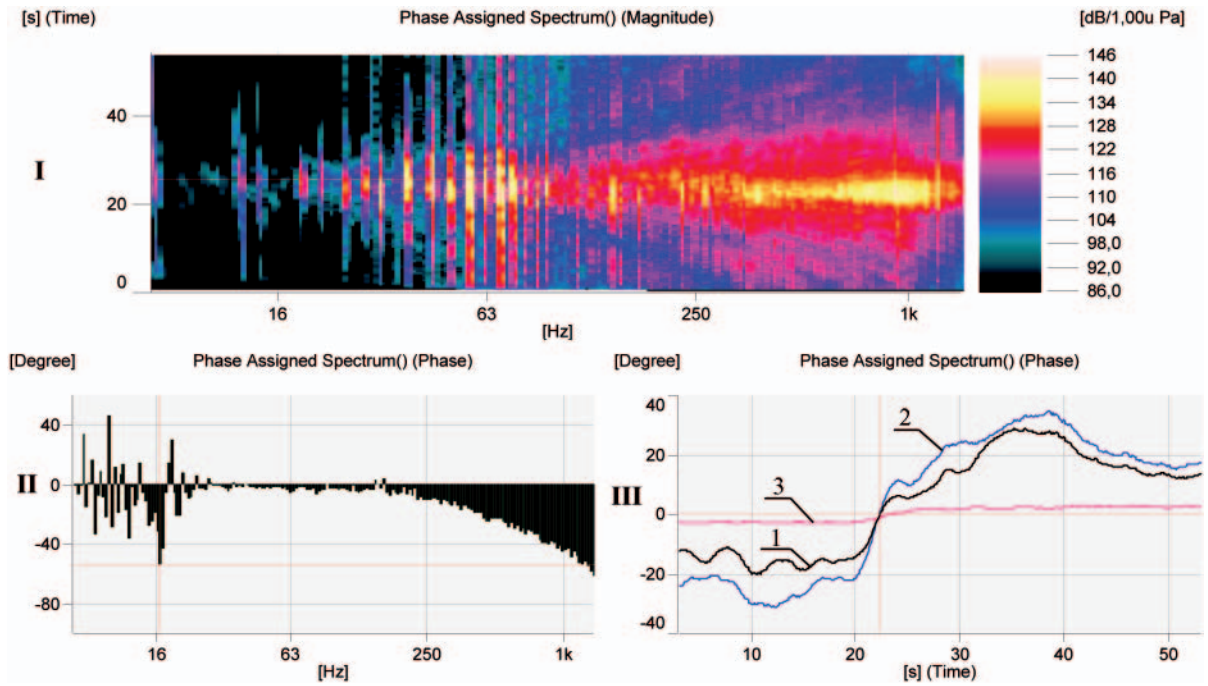 [s] (Time) Phase Assigned Spectrum() (Magnitude) [dB/1,00u Pa]
I
40
20
0
16 63 250 1k
[Hz]
146
140
134
128
122
116
110
104
98,0
92,0
86,0
[Degree] Phase Assigned Spectrum() (Phase)
II
40
0
-40
-80
16 63 250 1k
[Hz]
[Degree] Phase Assigned Spectrum() (Phase)
III
40
20
0
-20
-40
2
3
1
10 20 30 40 50
[s] (Time)